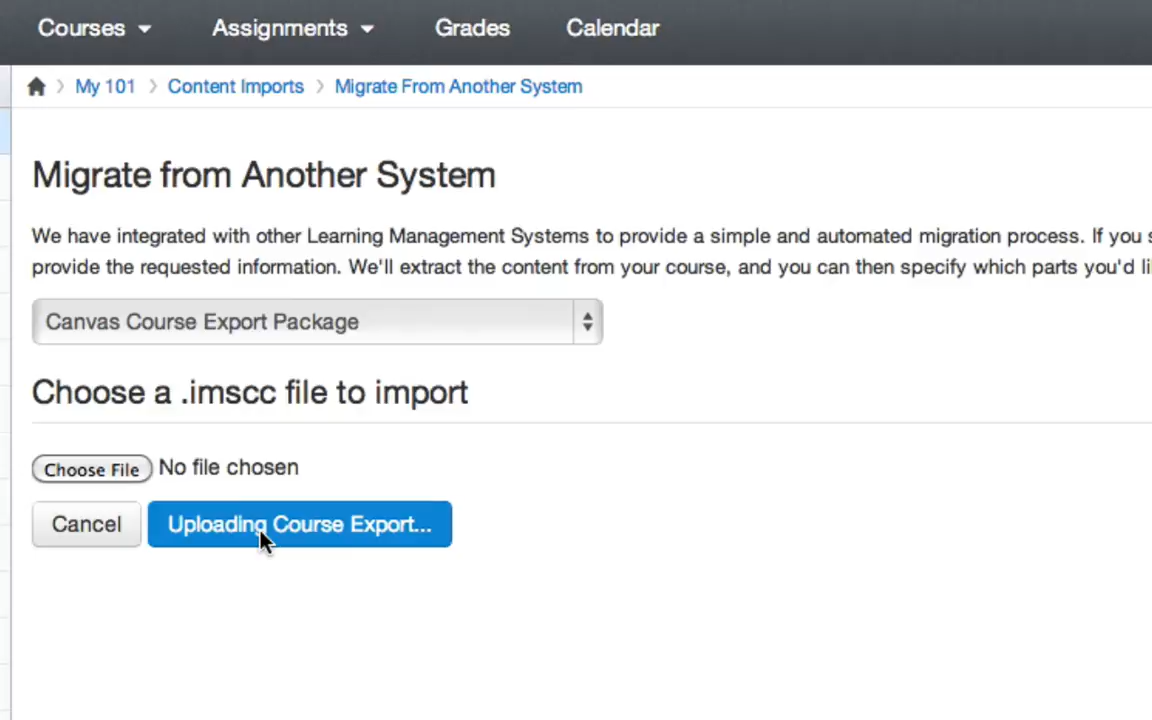 Courses Assignments Grades Calendar
My 101 Content Imports Migrate From Another System
Migrate from Another System
We have integrated with other Learning Management Systems to provide a simple and automated migration process. If you
provide the requested information. We'll extract the content from your course, and you can then specify which parts you'd
Canvas Course Export Package
Choose a .imscc file to import
Choose File No file chosen
Cancel Uploading Course Export...